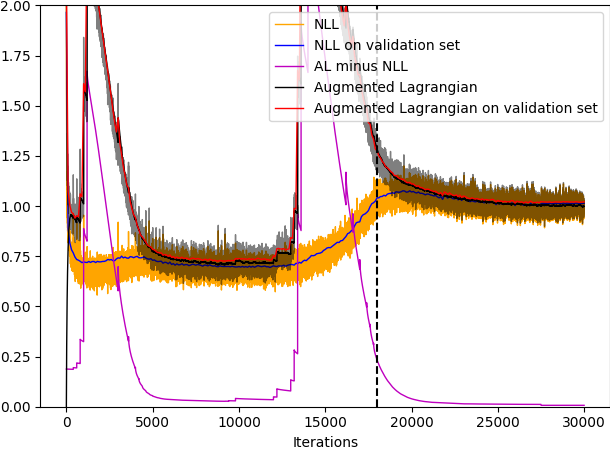 2.00
1.75
1.50
1.25
1.00
0.75
0.50
0.25
0.00
NLL
NLL on validation set
AL minus NLL
Augmented Lagrangian
Augmented Lagrangian on validation set
0
5000
10000
15000
20000
25000
30000
Iterations